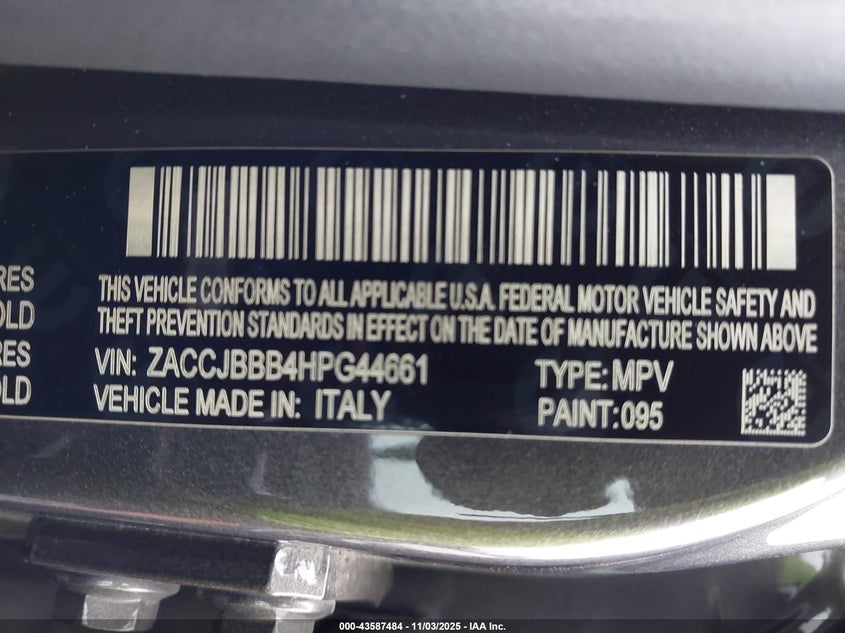 RES
OLD
RES
OLD
THIS VEHICLE CONFORMS TO ALL APPLICABLE U.S.A. FEDERAL MOTOR VEHICLE SAFETY AND
THEFT PREVENTION STANDARDS IN EFFECT ON THE DATE OF MANUFACTURE SHOWN ABOVE
VIN: ZACCJBBB4HPG44661 TYPE: MPV
VEHICLE MADE IN: ITALY PAINT: 095
000-43587484 - 11/03/2025 - IAA Inc.